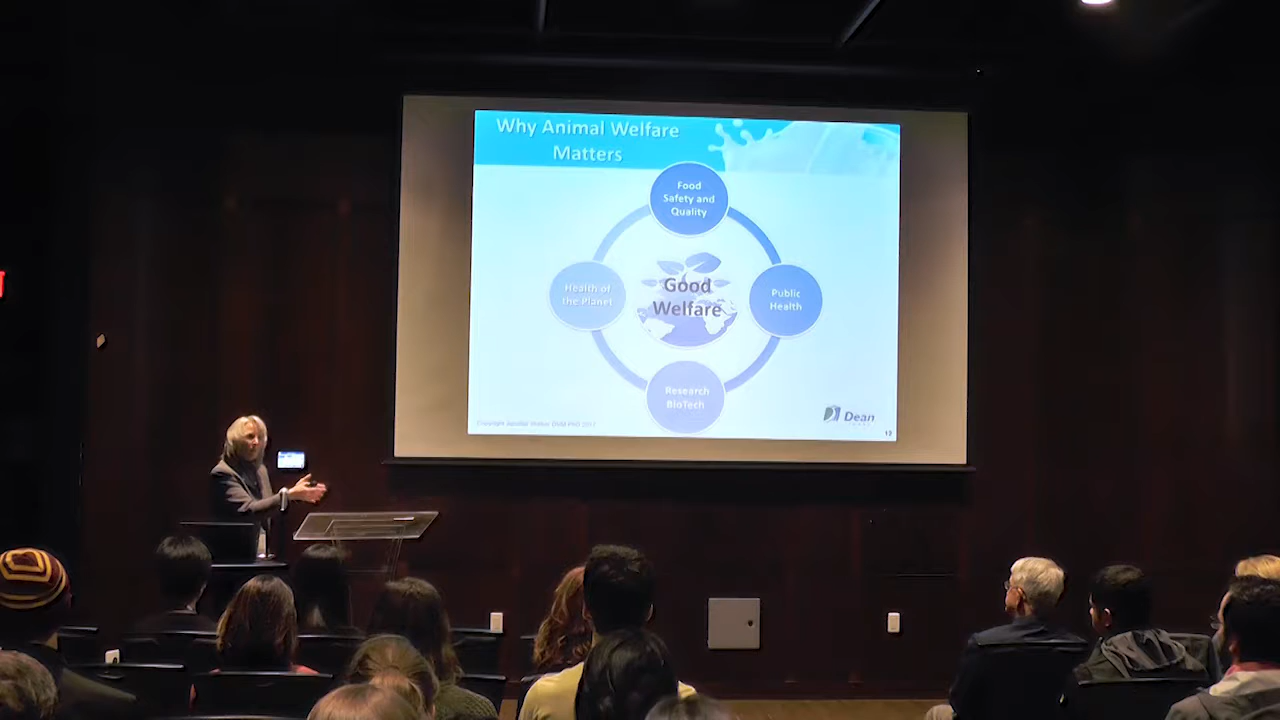 Why Animal Welfare
Matters
Food
Safety and
Quality
Health of
the Planet
Good
Welfare
Public
Health
Research
BioTech
Dean
12